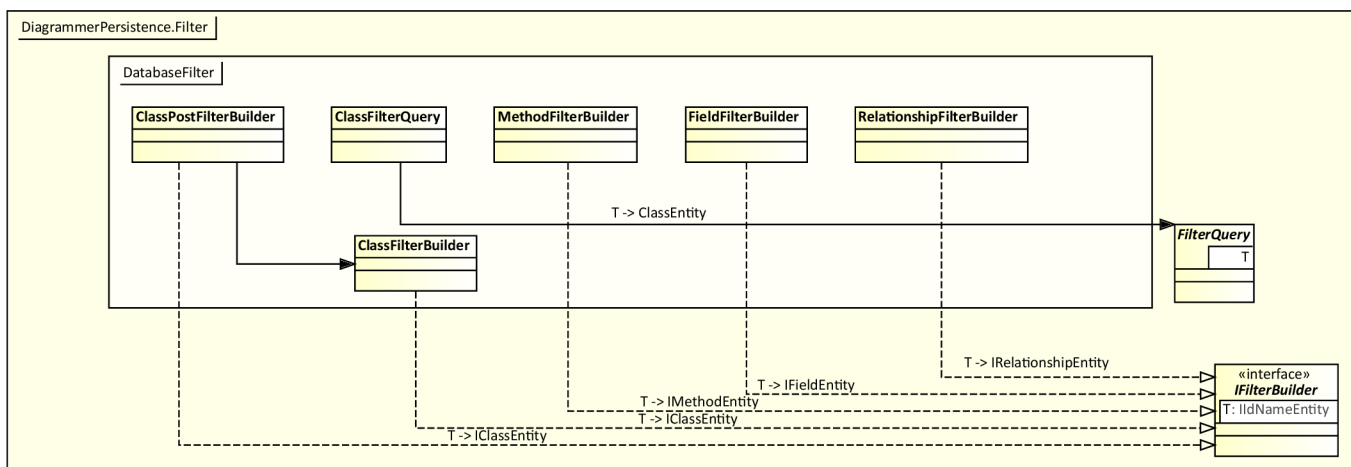 DiagrammerPersistence.Filter
DatabaseFilter
ClassPostFilterBuilder
ClassFilterQuery
MethodFilterBuilder
FieldFilterBuilder
RelationshipFilterBuilder
T -> ClassEntity
FilterQuery
T
ClassFilterBuilder
T -> IRelationshipEntity
«interface»
IFilterBuilder
T -> IFieldEntity
T -> IMethodEntity
T: IIdNameEntity
T -> IClassEntity
T -> IClassEntity